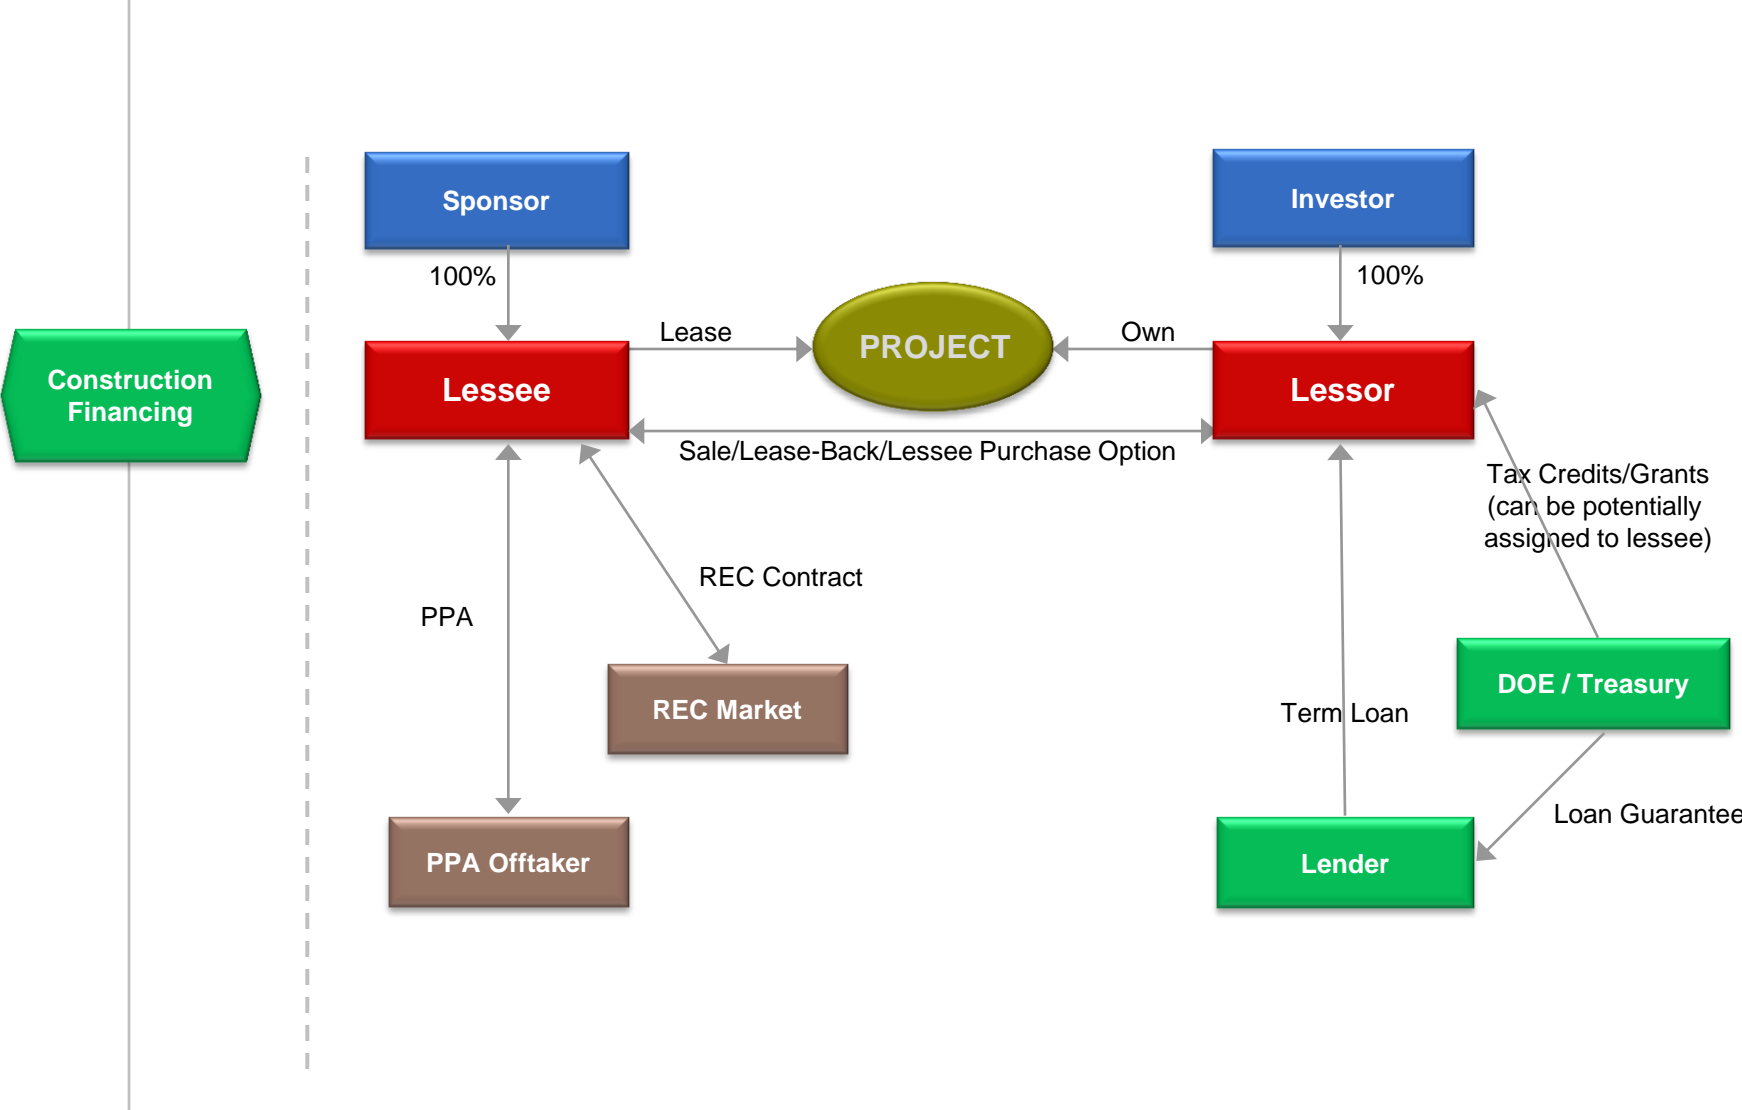 Sponsor
Investor
100%
100%
Lease
PROJECT
Own
Construction
Financing
Lessee
Lessor
Sale/Lease-Back/Lessee Purchase Option
Tax Credits/Grants
(can be potentially
assigned to lessee)
REC Contract
PPA
REC Market
DOE / Treasury
Term Loan
Loan Guarantee
PPA Offtaker
Lender